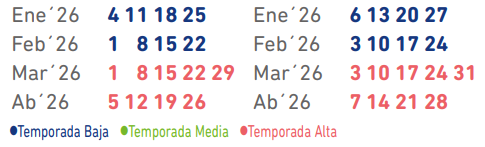 Ene´26 4 11 18 25 Ene´26 6 13 20 27
Feb´26 1 8 15 22 Feb´26 3 10 17 24
Mar´26 1 8 15 22 29 Mar´26 3 10 17 24 31
Ab´26 5 12 19 26 Ab´26 7 14 21 28
●Temporada Baja ●Temporada Media ●Temporada Alta